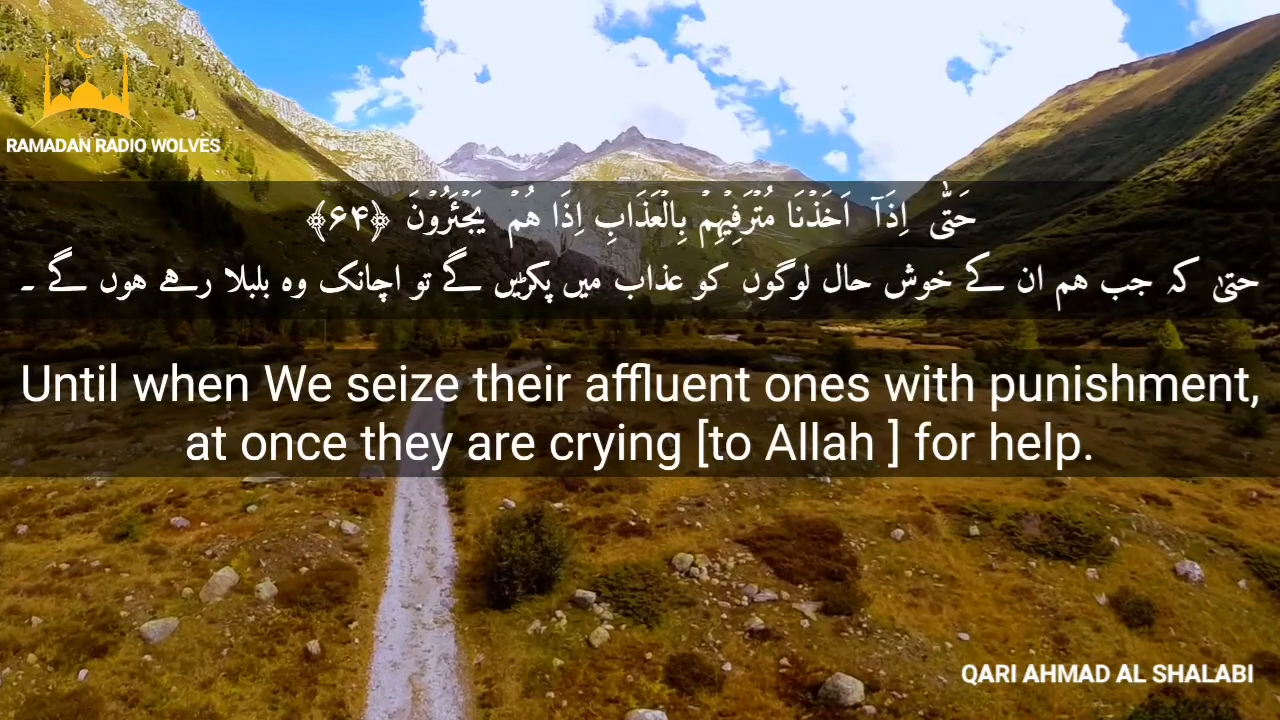 RAMADAN RADIO WOLVES
حَتّٰۤی اِذَاۤ اَخَذۡنَا مُتۡرَفِیۡہِمۡ بِالۡعَذَابِ اِذَا ہُمۡ یَجۡـَٔرُوۡنَ ﴿۶۴﴾
حتیٰ کہ جب ہم ان کے خوش حال لوگوں کو عذاب میں پکڑیں گے تو اچانک وہ بلبلا رہے ہوں گے ۔
Until when We seize their affluent ones with punishment,
at once they are crying [to Allah ] for help.
QARI AHMAD AL SHALABI